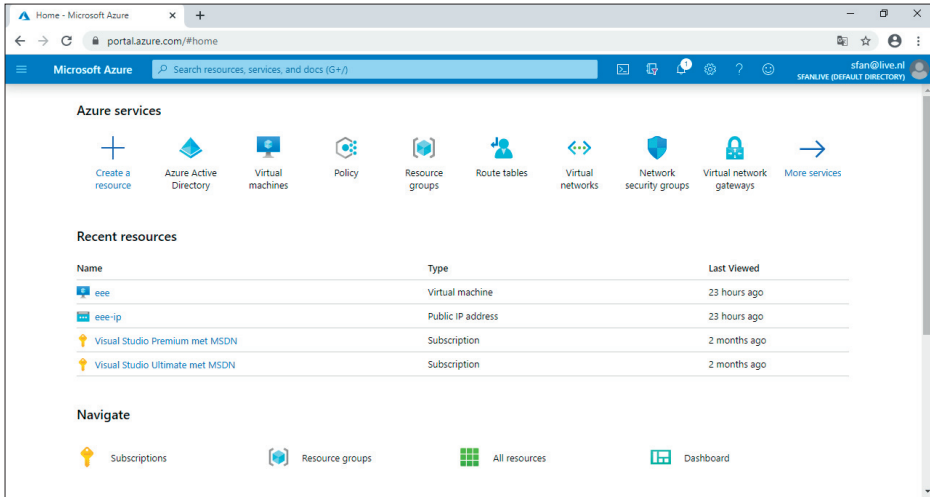 Home - Microsoft Azure
portal.azure.com/#home
Microsoft Azure
Search resources, services, and docs (G+/)
1
sfan@live.nl
SFANLIVE (DEFAULT DIRECTORY)
Azure services
Create a resource
Azure Active Directory
Virtual machines
Policy
Resource groups
Route tables
Virtual networks
Network security groups
Virtual network gateways
More services
Recent resources
Name Type Last Viewed
eee Virtual machine 23 hours ago
eee-ip Public IP address 23 hours ago
Visual Studio Premium met MSDN Subscription 2 months ago
Visual Studio Ultimate met MSDN Subscription 2 months ago
Navigate
Subscriptions Resource groups All resources Dashboard